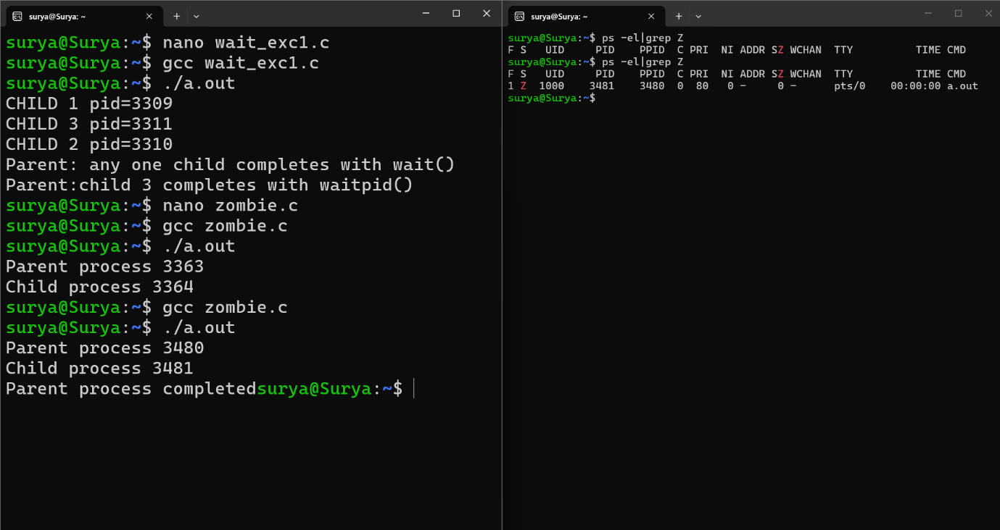 surya@Surya: ~
surya@Surya:~$ nano wait_exc1.c
surya@Surya:~$ gcc wait_exc1.c
surya@Surya:~$ ./a.out
CHILD 1 pid=3309
CHILD 3 pid=3311
CHILD 2 pid=3310
Parent: any one child completes with wait()
Parent:child 3 completes with waitpid()
surya@Surya:~$ nano zombie.c
surya@Surya:~$ gcc zombie.c
surya@Surya:~$ ./a.out
Parent process 3363
Child process 3364
surya@Surya:~$ gcc zombie.c
surya@Surya:~$ ./a.out
Parent process 3480
Child process 3481
Parent process completedsurya@Surya:~$
surya@Surya: ~
surya@Surya:~$ ps -el|grep Z
F S   UID     PID    PPID  C PRI  NI ADDR SZ WCHAN  TTY          TIME CMD
surya@Surya:~$ ps -el|grep Z
F S   UID     PID    PPID  C PRI  NI ADDR SZ WCHAN  TTY          TIME CMD
1 Z  1000    3481    3480  0  80   0 -     0 -      pts/0    00:00:00 a.out
surya@Surya:~$